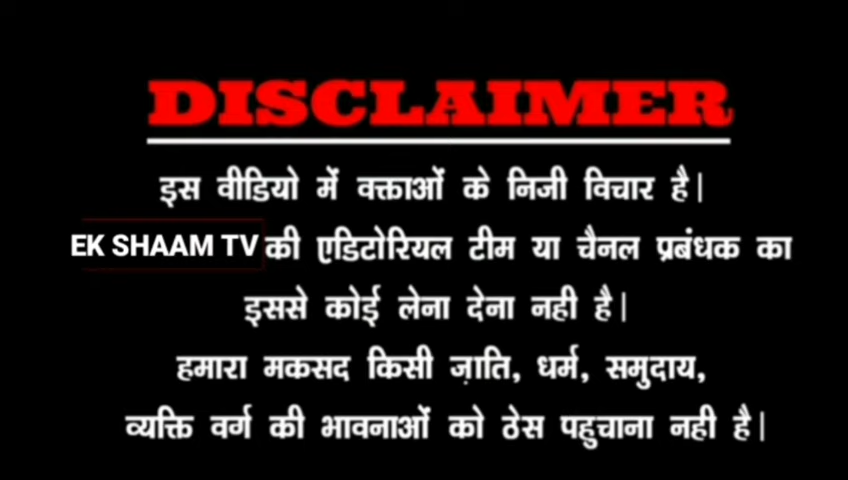 DISCLAIMER
इस वीडियो में वक्ताओं के निजी विचार है|
EK SHAAM TV की एडिटोरियल टीम या चैनल प्रबंधक का
इससे कोई लेना देना नही है|
हमारा मकसद किसी ज़ाति, धर्म, समुदाय,
व्यक्ति वर्ग की भावनाओं को ठेस पहुचाना नही है|